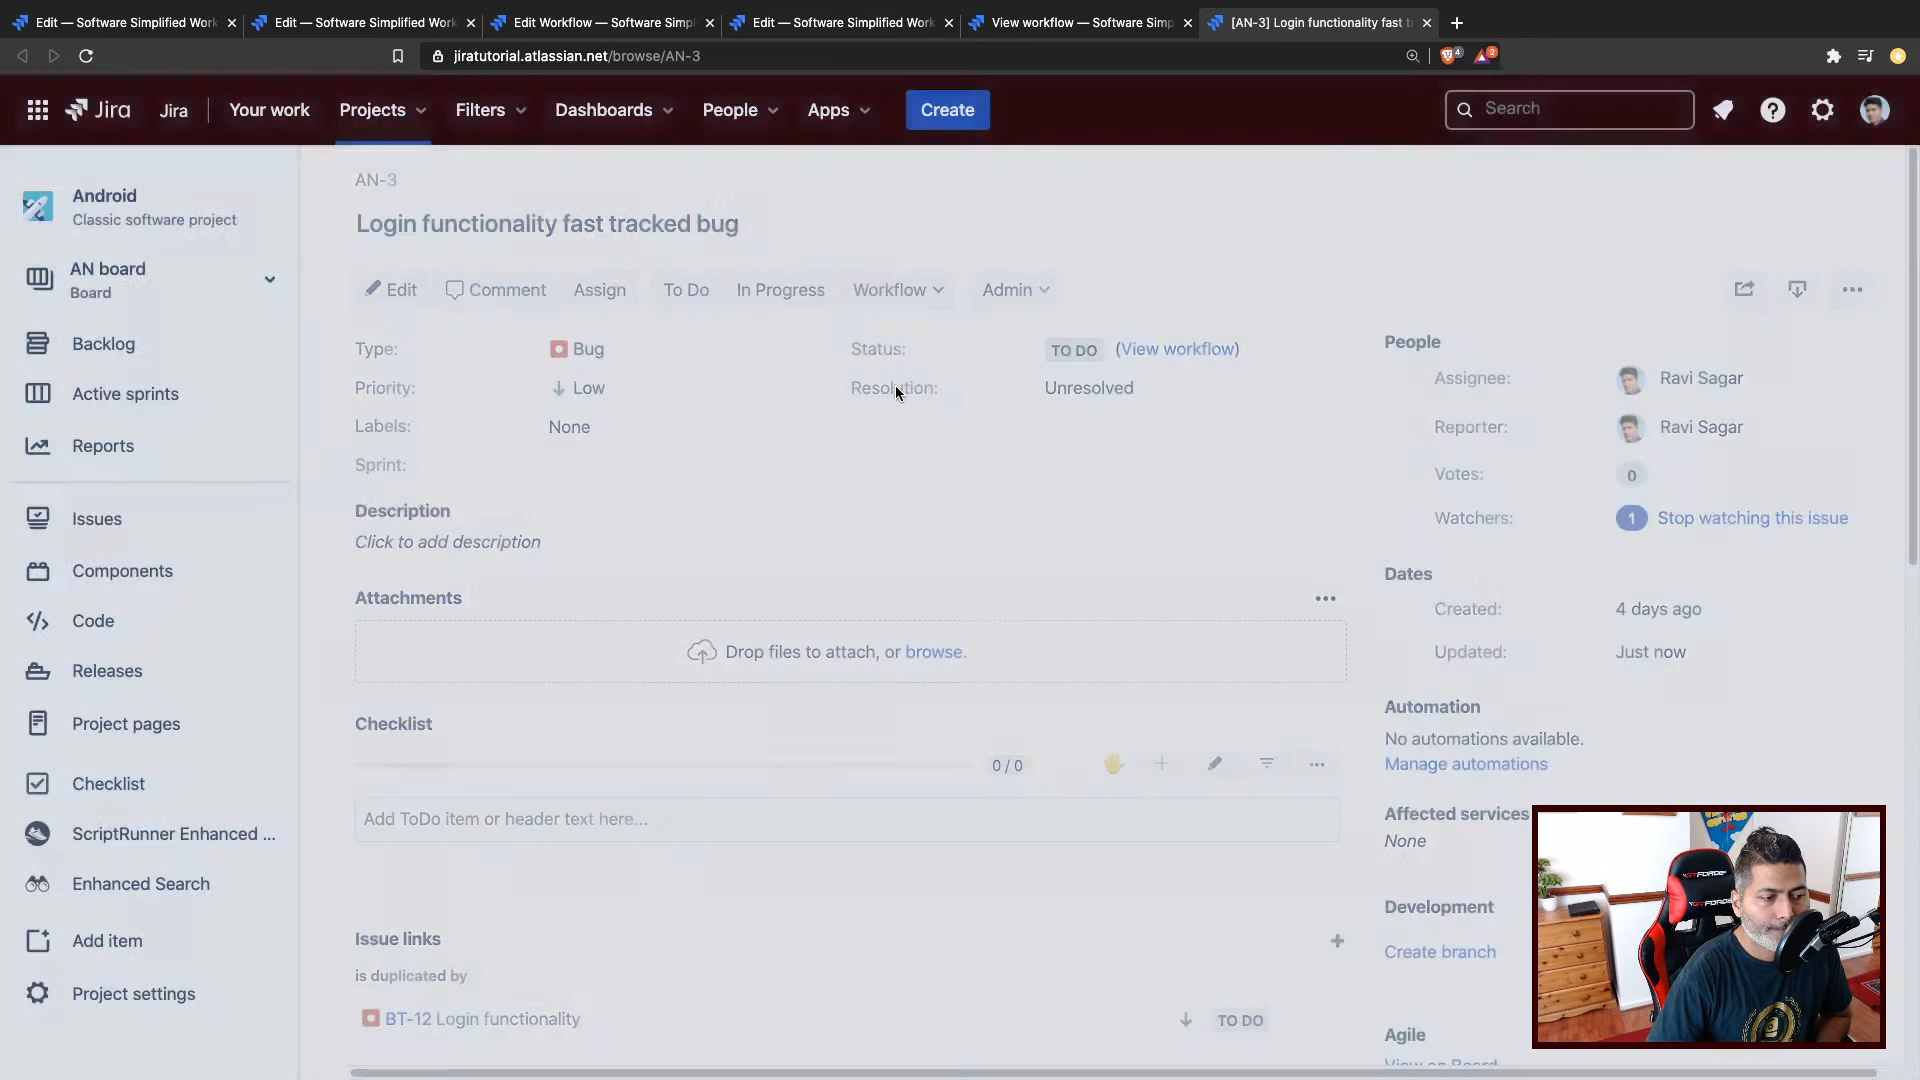 Edit — Software Simplified Work
Edit — Software Simplified Work
Edit Workflow — Software Simpl
Edit — Software Simplified Work
View workflow — Software Simp
[AN-3] Login functionality fast t
jiratutorial.atlassian.net/browse/AN-3
4
2
Jira
Jira
Your work
Projects
Filters
Dashboards
People
Apps
Create
Search
Android
Classic software project
AN board
Board
Backlog
Active sprints
Reports
Issues
Components
Code
Releases
Project pages
Checklist
ScriptRunner Enhanced ...
Enhanced Search
Add item
Project settings
AN-3
Login functionality fast tracked bug
Edit
Comment
Assign
To Do
In Progress
Workflow
Admin
Type:
Bug
Status:
TO DO
(View workflow)
Priority:
Low
Resolution:
Unresolved
Labels:
None
Sprint:
Description
Click to add description
Attachments
Drop files to attach, or browse.
Checklist
0 / 0
Add ToDo item or header text here...
Issue links
is duplicated by
BT-12 Login functionality
TO DO
People
Assignee:
Ravi Sagar
Reporter:
Ravi Sagar
Votes:
0
Watchers:
1
Stop watching this issue
Dates
Created:
4 days ago
Updated:
Just now
Automation
No automations available.
Manage automations
Affected services
None
Development
Create branch
Agile
View on Board
GTFORCE